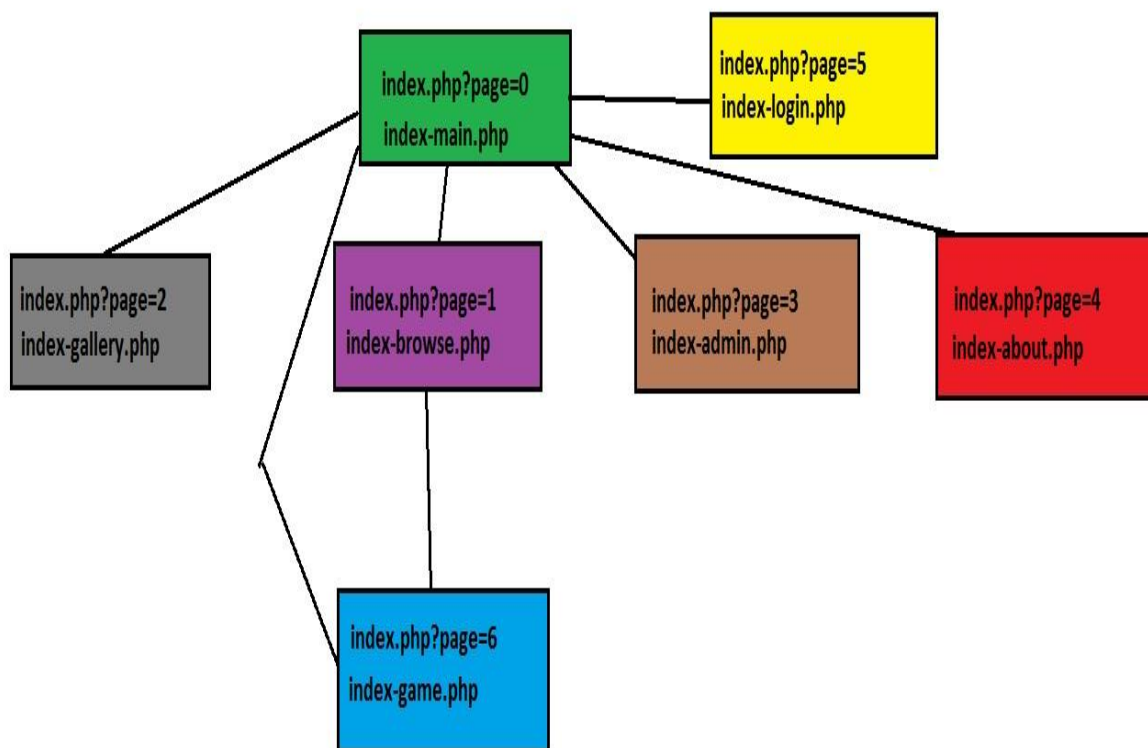 index.php?page=0
index-main.php
index.php?page=5
index-login.php
index.php?page=2
index-gallery.php
index.php?page=1
index-browse.php
index.php?page=3
index-admin.php
index.php?page=4
index-about.php
index.php?page=6
index-game.php